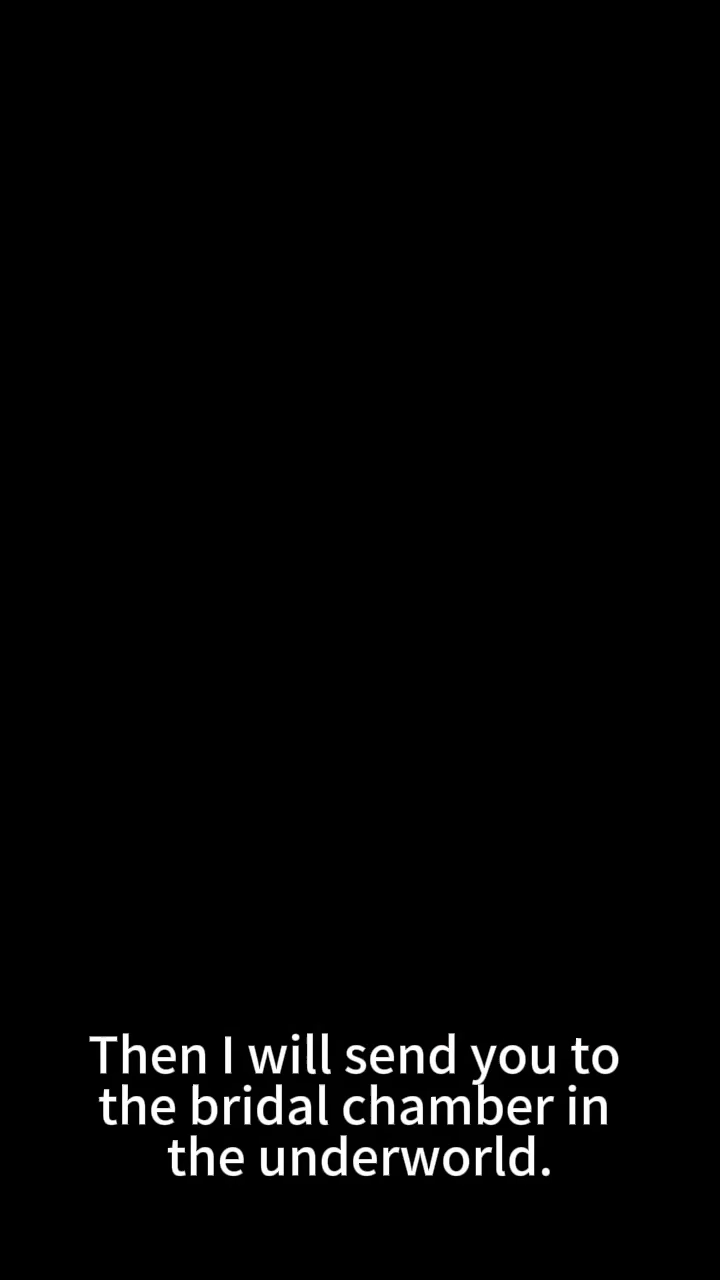 Then I will send you to
the bridal chamber in
the underworld.